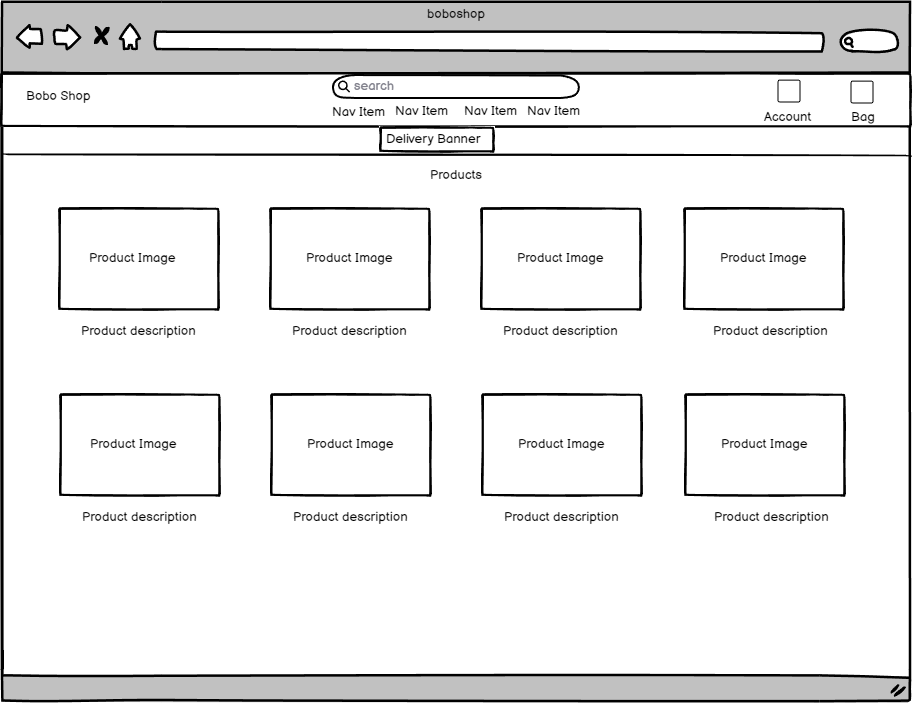 boboshop
search
Bobo Shop
Nav Item Nav Item Nav Item Nav Item
Account Bag
Delivery Banner
Products
Product Image Product Image Product Image Product Image
Product description Product description Product description Product description
Product Image Product Image Product Image Product Image
Product description Product description Product description Product description